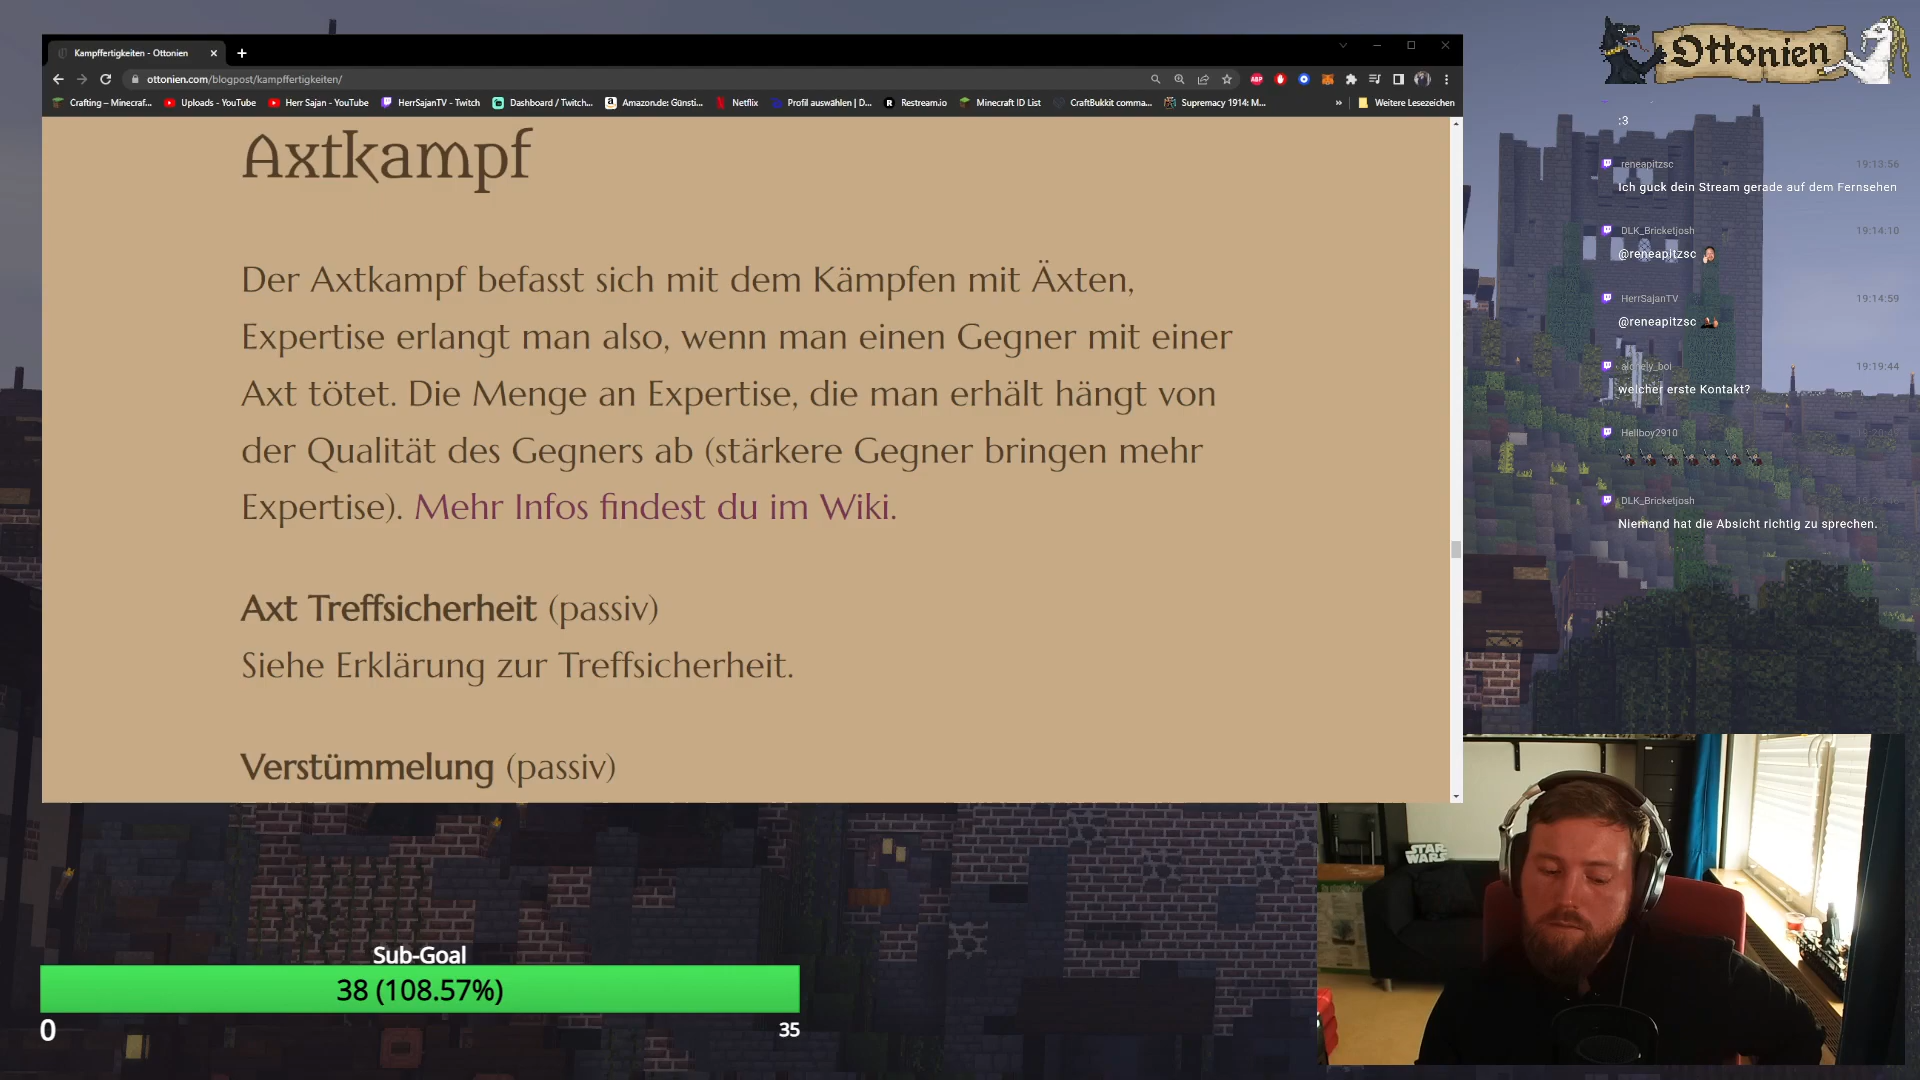 Kampffertigkeiten - Ottonien
ottonien.com/blogpost/kampffertigkeiten/
Crafting – Minecraf...
Uploads - YouTube
Herr Sajan - YouTube
HerrSajanTV - Twitch
Dashboard / Twitch...
Amazon.de: Günsti...
Netflix
Profil auswählen | D...
Restream.io
Minecraft ID List
CraftBukkit comma...
Supremacy 1914: M...
»
Weitere Lesezeichen
ABP
Axtkampf
Der Axtkampf befasst sich mit dem Kämpfen mit Äxten,
Expertise erlangt man also, wenn man einen Gegner mit einer
Axt tötet. Die Menge an Expertise, die man erhält hängt von
der Qualität des Gegners ab (stärkere Gegner bringen mehr
Expertise). Mehr Infos findest du im Wiki.
Axt Treffsicherheit (passiv)
Siehe Erklärung zur Treffsicherheit.
Verstümmelung (passiv)
Ottonien
:3
reneapitzsc 19:13:56
Ich guck dein Stream gerade auf dem Fernsehen
DLK_Bricketjosh 19:14:10
@reneapitzsc
HerrSajanTV 19:14:59
@reneapitzsc
19:19:44
welcher erste Kontakt?
Hellboy2910
DLK_Bricketjosh
Niemand hat die Absicht richtig zu sprechen.
STAR
WARS
Sub-Goal
38 (108.57%)
0
35